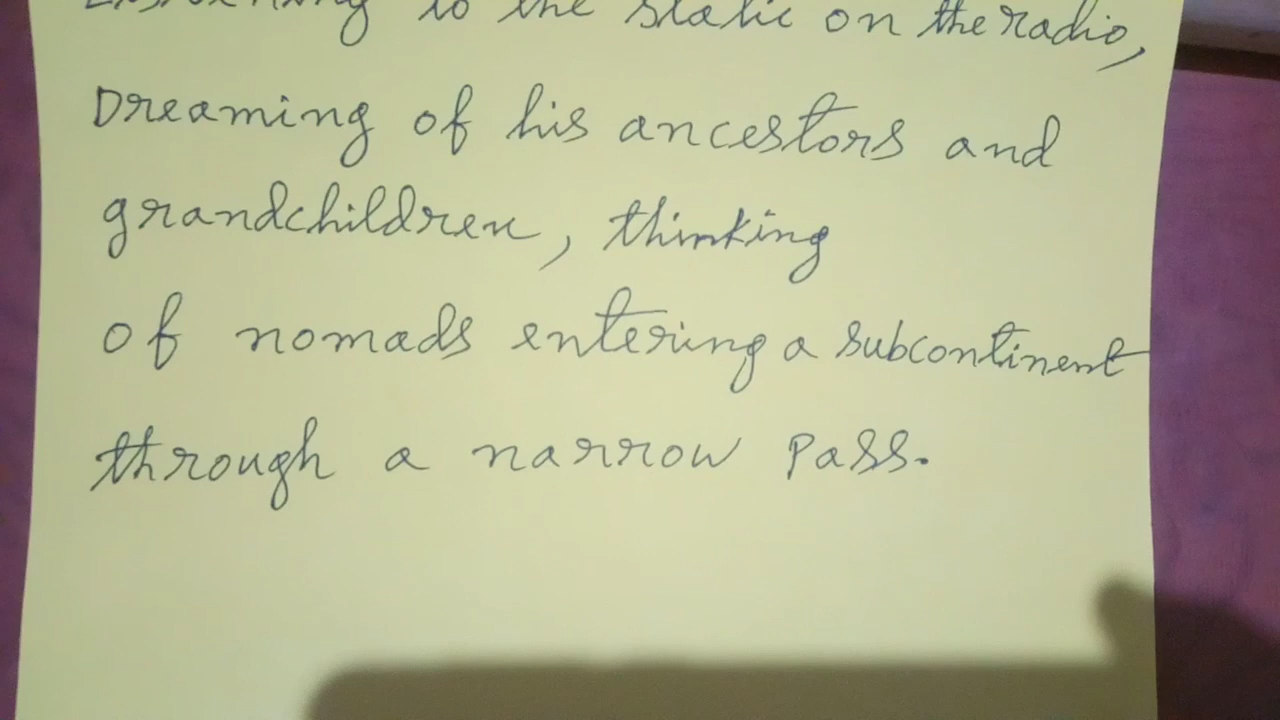 Listening to the static on the radio,
Dreaming of his ancestors and
grandchildren, thinking
of nomads entering a subcontinent
through a narrow pass.